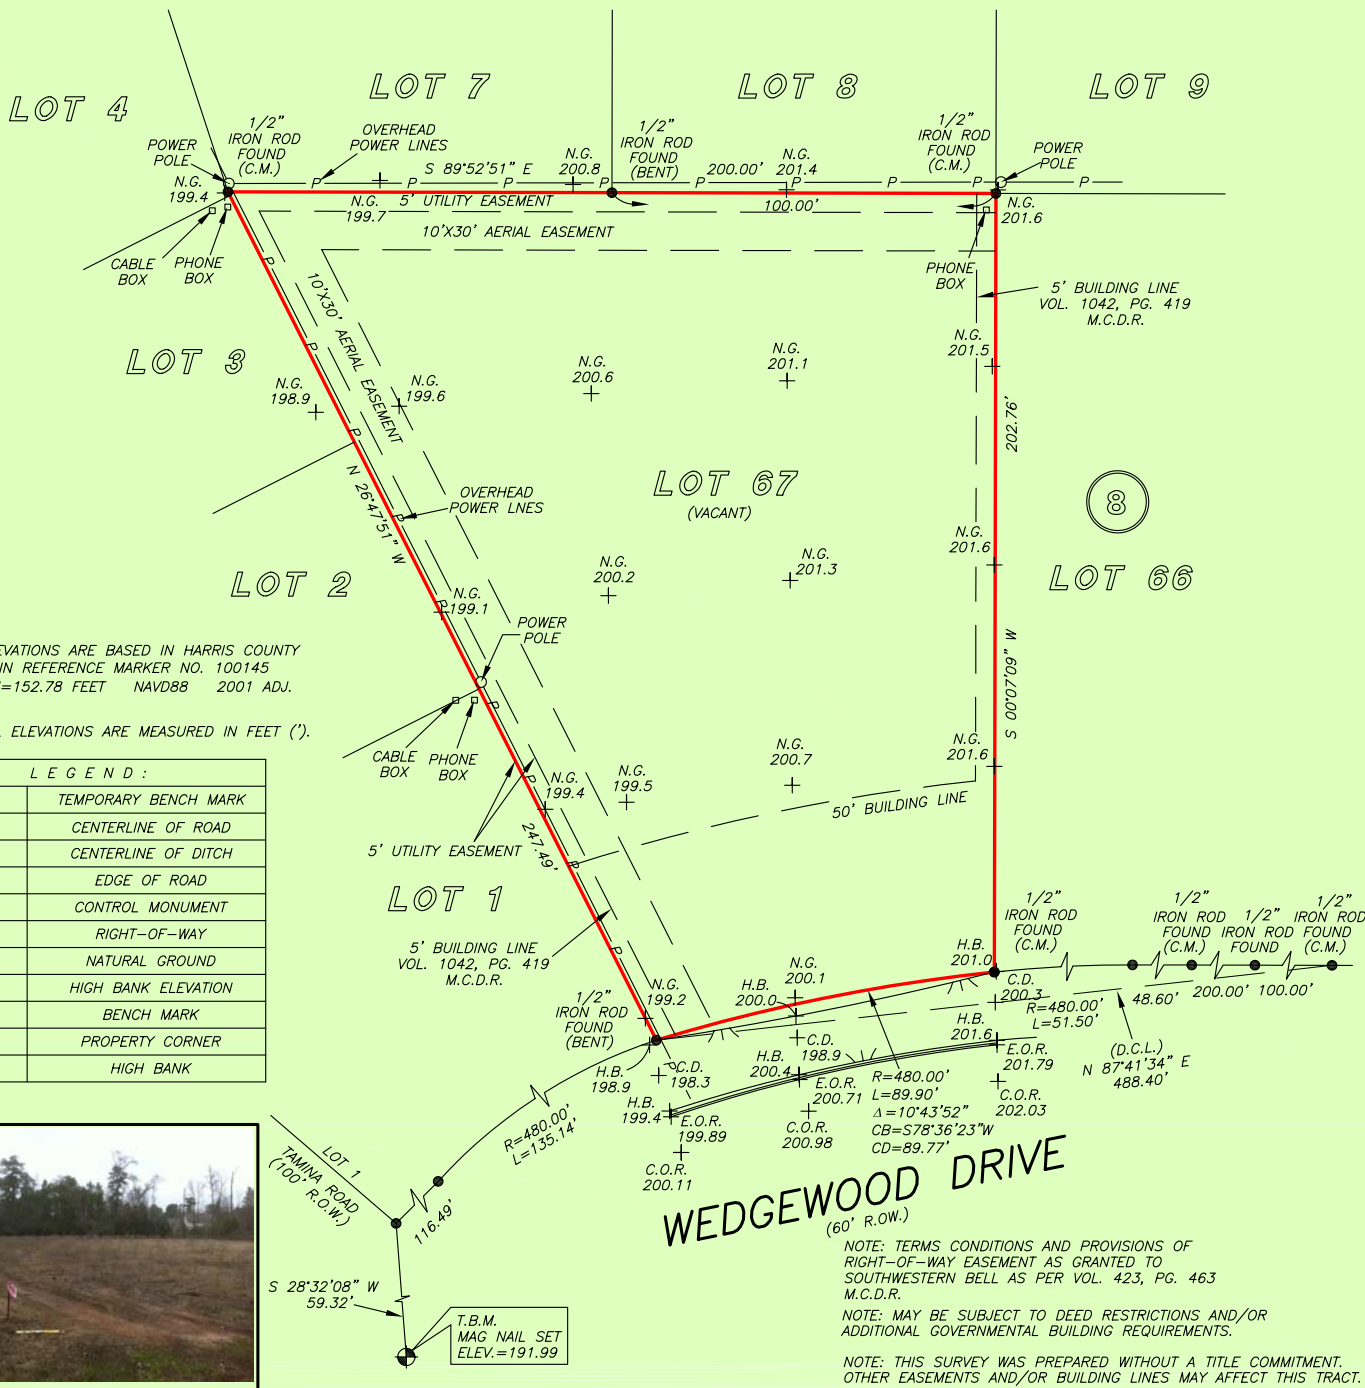 LOT 4
LOT 7
LOT 8
LOT 9
POWER
POLE
1/2"
IRON ROD
FOUND
(C.M.)
OVERHEAD
POWER LINES
S 89°52'51" E
N.G.
200.8
1/2"
IRON ROD
FOUND
(BENT)
200.00'
N.G.
201.4
1/2"
IRON ROD
FOUND
(C.M.)
POWER
POLE
P P P P P P P P P
N.G.
199.4
N.G.
199.7
5' UTILITY EASEMENT
100.00'
N.G.
201.6
10'X30' AERIAL EASEMENT
CABLE
BOX
PHONE
BOX
PHONE
BOX
5' BUILDING LINE
VOL. 1042, PG. 419
M.C.D.R.
10'X30' AERIAL EASEMENT
P
P
P
P
P
P
P
P
P
P
LOT 3
N.G.
198.9
N.G.
199.6
N.G.
200.6
N.G.
201.1
N.G.
201.5
202.76'
N 26°47'51" W
OVERHEAD
POWER LNES
LOT 67
(VACANT)
8
LOT 2
N.G.
199.1
N.G.
200.2
N.G.
201.3
N.G.
201.6
LOT 66
POWER
POLE
S 00°07'09" W
EVATIONS ARE BASED IN HARRIS COUNTY
IN REFERENCE MARKER NO. 100145
=152.78 FEET NAVD88 2001 ADJ.
ELEVATIONS ARE MEASURED IN FEET (').
CABLE
BOX
PHONE
BOX
N.G.
199.4
N.G.
199.5
N.G.
200.7
N.G.
201.6
50' BUILDING LINE
LEGEND:
TEMPORARY BENCH MARK
CENTERLINE OF ROAD
CENTERLINE OF DITCH
EDGE OF ROAD
CONTROL MONUMENT
RIGHT-OF-WAY
NATURAL GROUND
HIGH BANK ELEVATION
BENCH MARK
PROPERTY CORNER
HIGH BANK
247.49'
5' UTILITY EASEMENT
LOT 1
5' BUILDING LINE
VOL. 1042, PG. 419
M.C.D.R.
1/2"
IRON ROD
FOUND
(BENT)
N.G.
199.2
H.B.
200.0
N.G.
200.1
H.B.
201.0
1/2"
IRON ROD
FOUND
(C.M.)
1/2"
IRON ROD
FOUND
(C.M.)
1/2"
IRON ROD
FOUND
1/2"
IRON ROD
FOUND
(C.M.)
C.D.
200.3
R=480.00'
L=51.50'
48.60'
200.00'
100.00'
(D.C.L.)
N 87°41'34" E
488.40'
H.B.
198.9
C.D.
198.3
H.B.
200.4
C.D.
198.9
H.B.
201.6
E.O.R.
201.79
C.O.R.
202.03
H.B.
199.4
E.O.R.
199.89
E.O.R.
200.71
C.O.R.
200.98
C.O.R.
200.11
R=480.00'
L=89.90'
Δ=10°43'52"
CB=S78°36'23"W
CD=89.77'
R=480.00'
L=135.14'
116.49'
LOT 1
TAMINA ROAD
(100' R.O.W.)
WEDGEWOOD DRIVE
(60' R.OW.)
S 28°32'08" W
59.32'
T.B.M.
MAG NAIL SET
ELEV.=191.99
NOTE: TERMS CONDITIONS AND PROVISIONS OF
RIGHT-OF-WAY EASEMENT AS GRANTED TO
SOUTHWESTERN BELL AS PER VOL. 423, PG. 463
M.C.D.R.
NOTE: MAY BE SUBJECT TO DEED RESTRICTIONS AND/OR
ADDITIONAL GOVERNMENTAL BUILDING REQUIREMENTS.
NOTE: THIS SURVEY WAS PREPARED WITHOUT A TITLE COMMITMENT.
OTHER EASEMENTS AND/OR BUILDING LINES MAY AFFECT THIS TRACT.